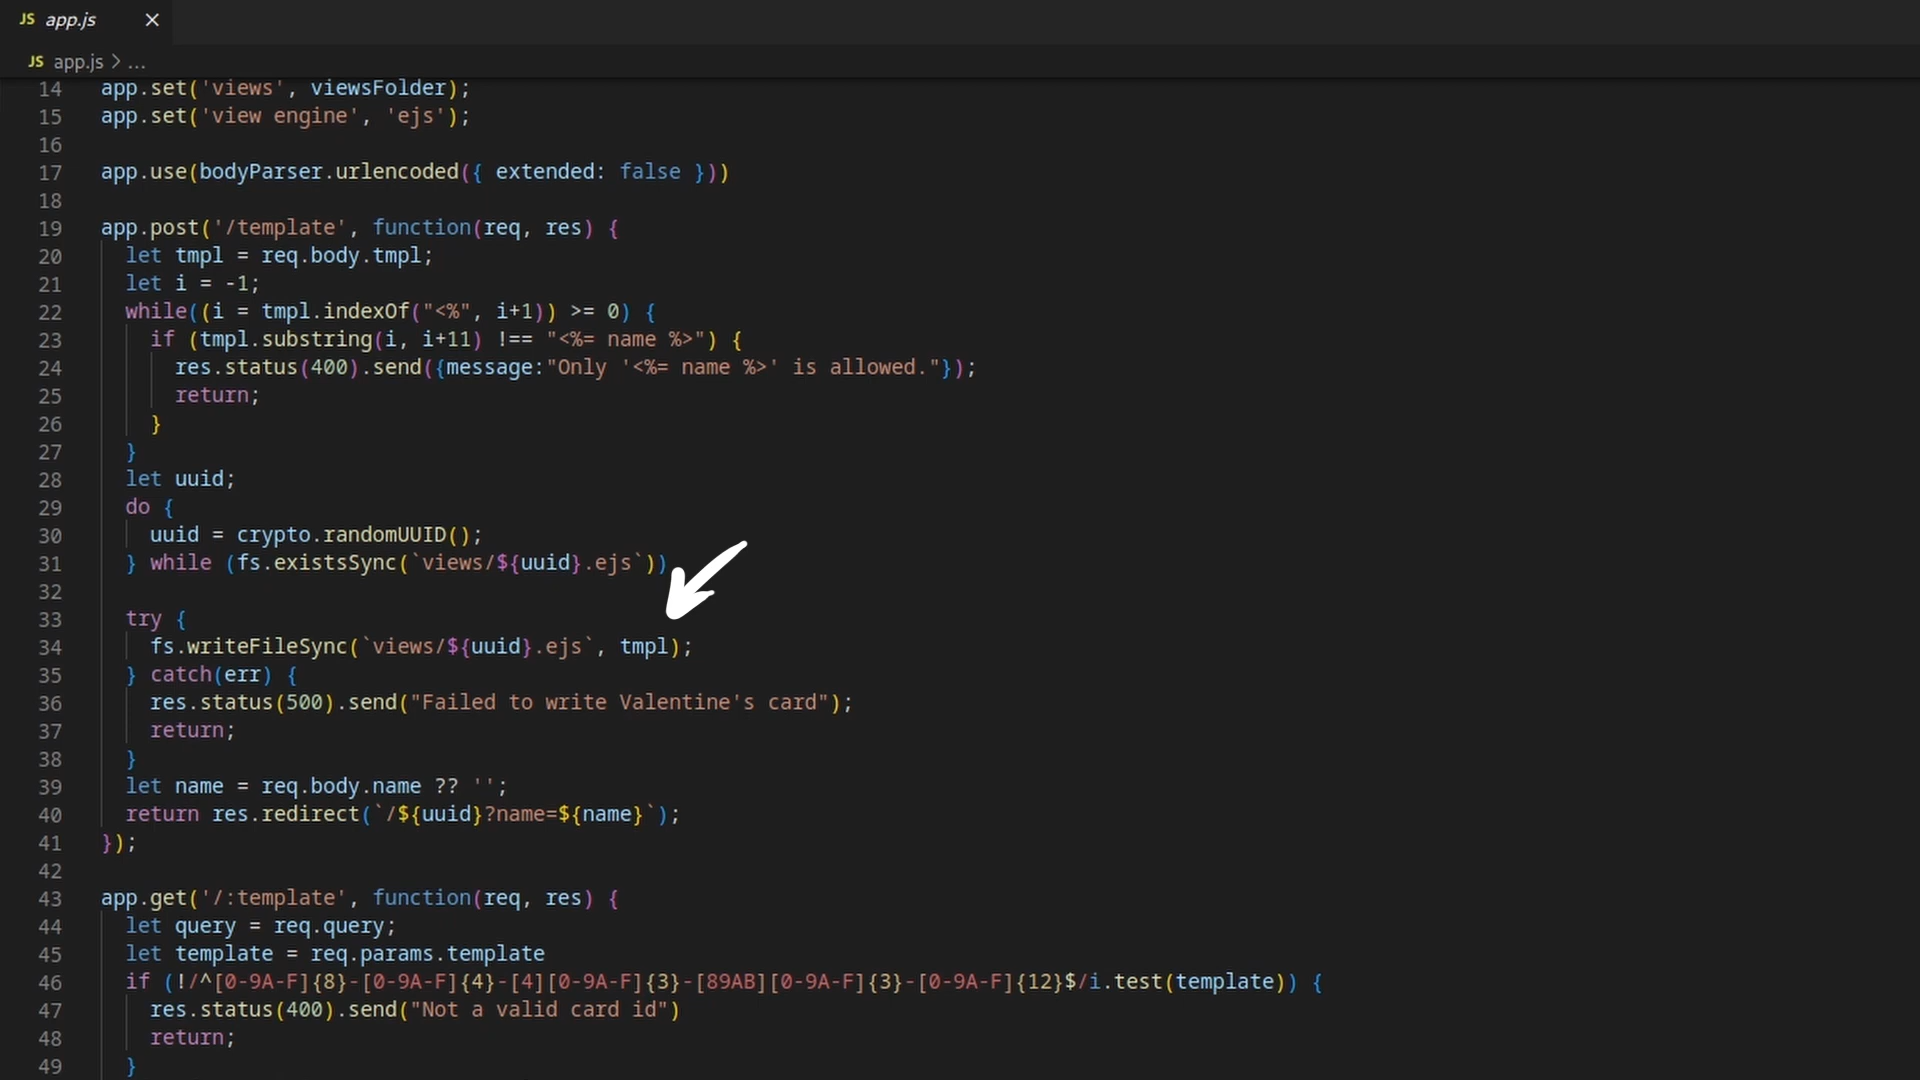 JS app.js ×
JS app.js > ...
14 app.set('views', viewsFolder);
15 app.set('view engine', 'ejs');
16
17 app.use(bodyParser.urlencoded({ extended: false }))
18
19 app.post('/template', function(req, res) {
20 let tmpl = req.body.tmpl;
21 let i = -1;
22 while((i = tmpl.indexOf("<%", i+1)) >= 0) {
23 if (tmpl.substring(i, i+11) !== "<%= name %>") {
24 res.status(400).send({message:"Only '<%= name %>' is allowed."});
25 return;
26 }
27 }
28 let uuid;
29 do {
30 uuid = crypto.randomUUID();
31 } while (fs.existsSync(`views/${uuid}.ejs`))
32
33 try {
34 fs.writeFileSync(`views/${uuid}.ejs`, tmpl);
35 } catch(err) {
36 res.status(500).send("Failed to write Valentine's card");
37 return;
38 }
39 let name = req.body.name ?? '';
40 return res.redirect(`/${uuid}?name=${name}`);
41 });
42
43 app.get('/:template', function(req, res) {
44 let query = req.query;
45 let template = req.params.template
46 if (!/^[0-9A-F]{8}-[0-9A-F]{4}-[4][0-9A-F]{3}-[89AB][0-9A-F]{3}-[0-9A-F]{12}$/i.test(template)) {
47 res.status(400).send("Not a valid card id")
48 return;
49 }